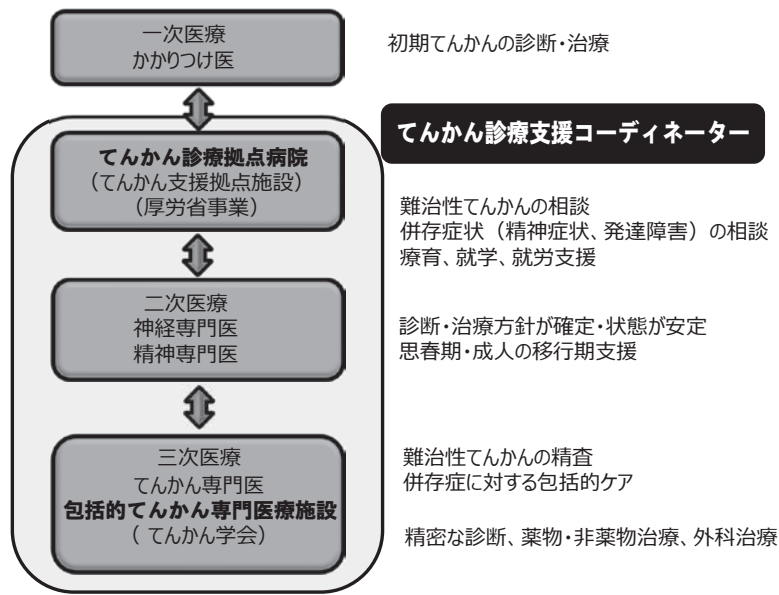 一次医療
かかりつけ医
初期てんかんの診断・治療
てんかん診療支援コーディネーター
てんかん診療拠点病院
（てんかん支援拠点施設）
（厚労省事業）
難治性てんかんの相談
併存症状（精神症状、発達障害）の相談
療育、就学、就労支援
二次医療
神経専門医
精神専門医
診断・治療方針が確定・状態が安定
思春期・成人の移行期支援
三次医療
てんかん専門医
包括的てんかん専門医療施設
（ てんかん学会）
難治性てんかんの精査
併存症に対する包括的ケア
精密な診断、薬物・非薬物治療、外科治療